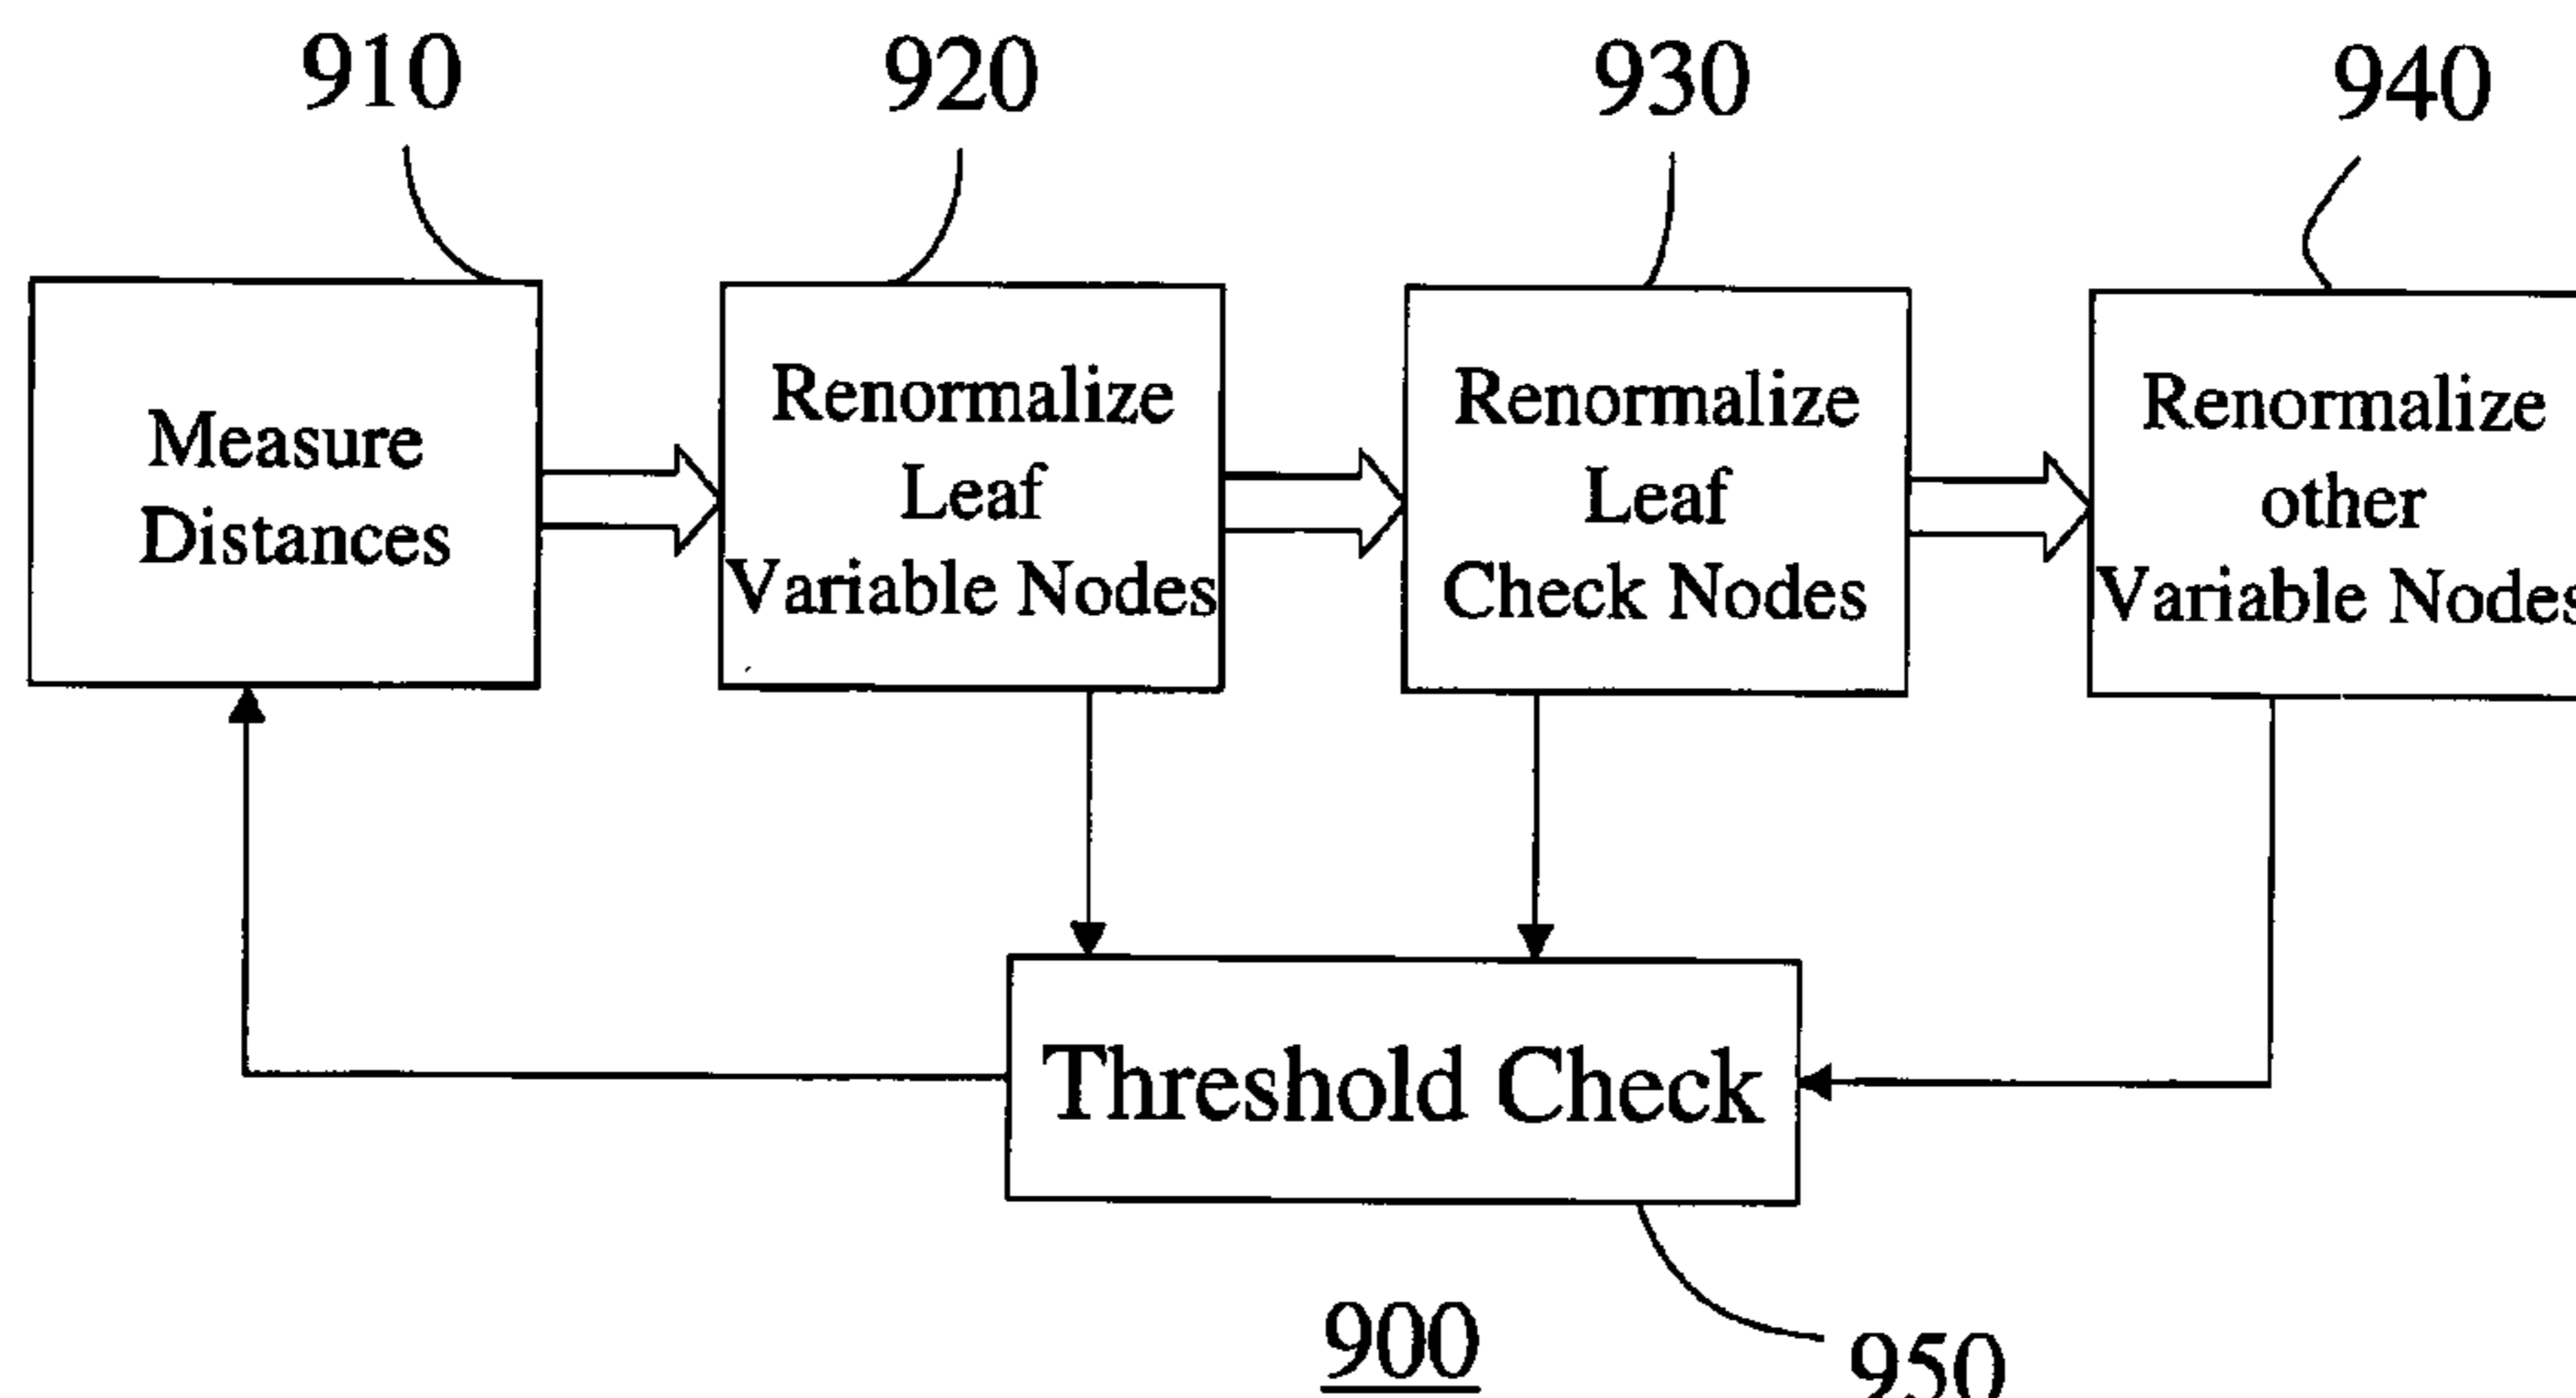 910
920
930
940
Measure
Distances
Renormalize
Leaf
Variable Nodes
Renormalize
Leaf
Check Nodes
Renormalize
other
Variable Nodes
Threshold Check
900
950